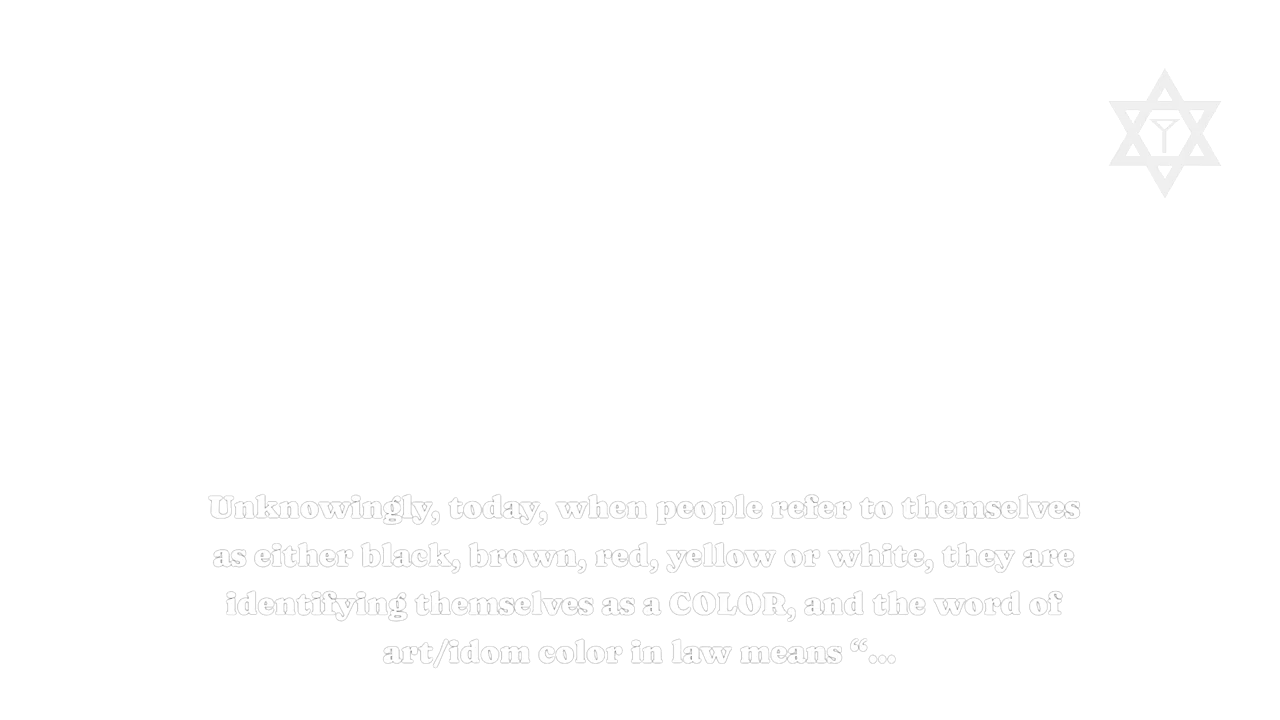 Unknowingly, today, when people refer to themselves
as either black, brown, red, yellow or white, they are
identifying themselves as a COLOR, and the word of
art/idom color in law means “...